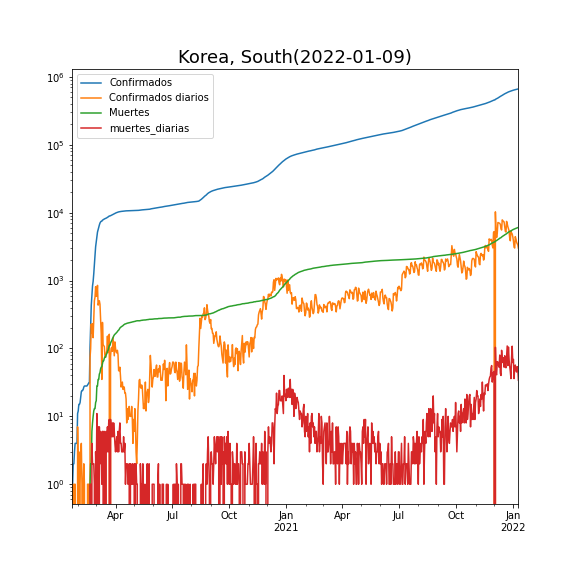 Korea, South(2022-01-09)
Confirmados
Confirmados diarios
Muertes
muertes_diarias
10⁶
10⁵
10⁴
10³
10²
10¹
10⁰
Apr Jul Oct Jan Apr Jul Oct Jan
2021 2022